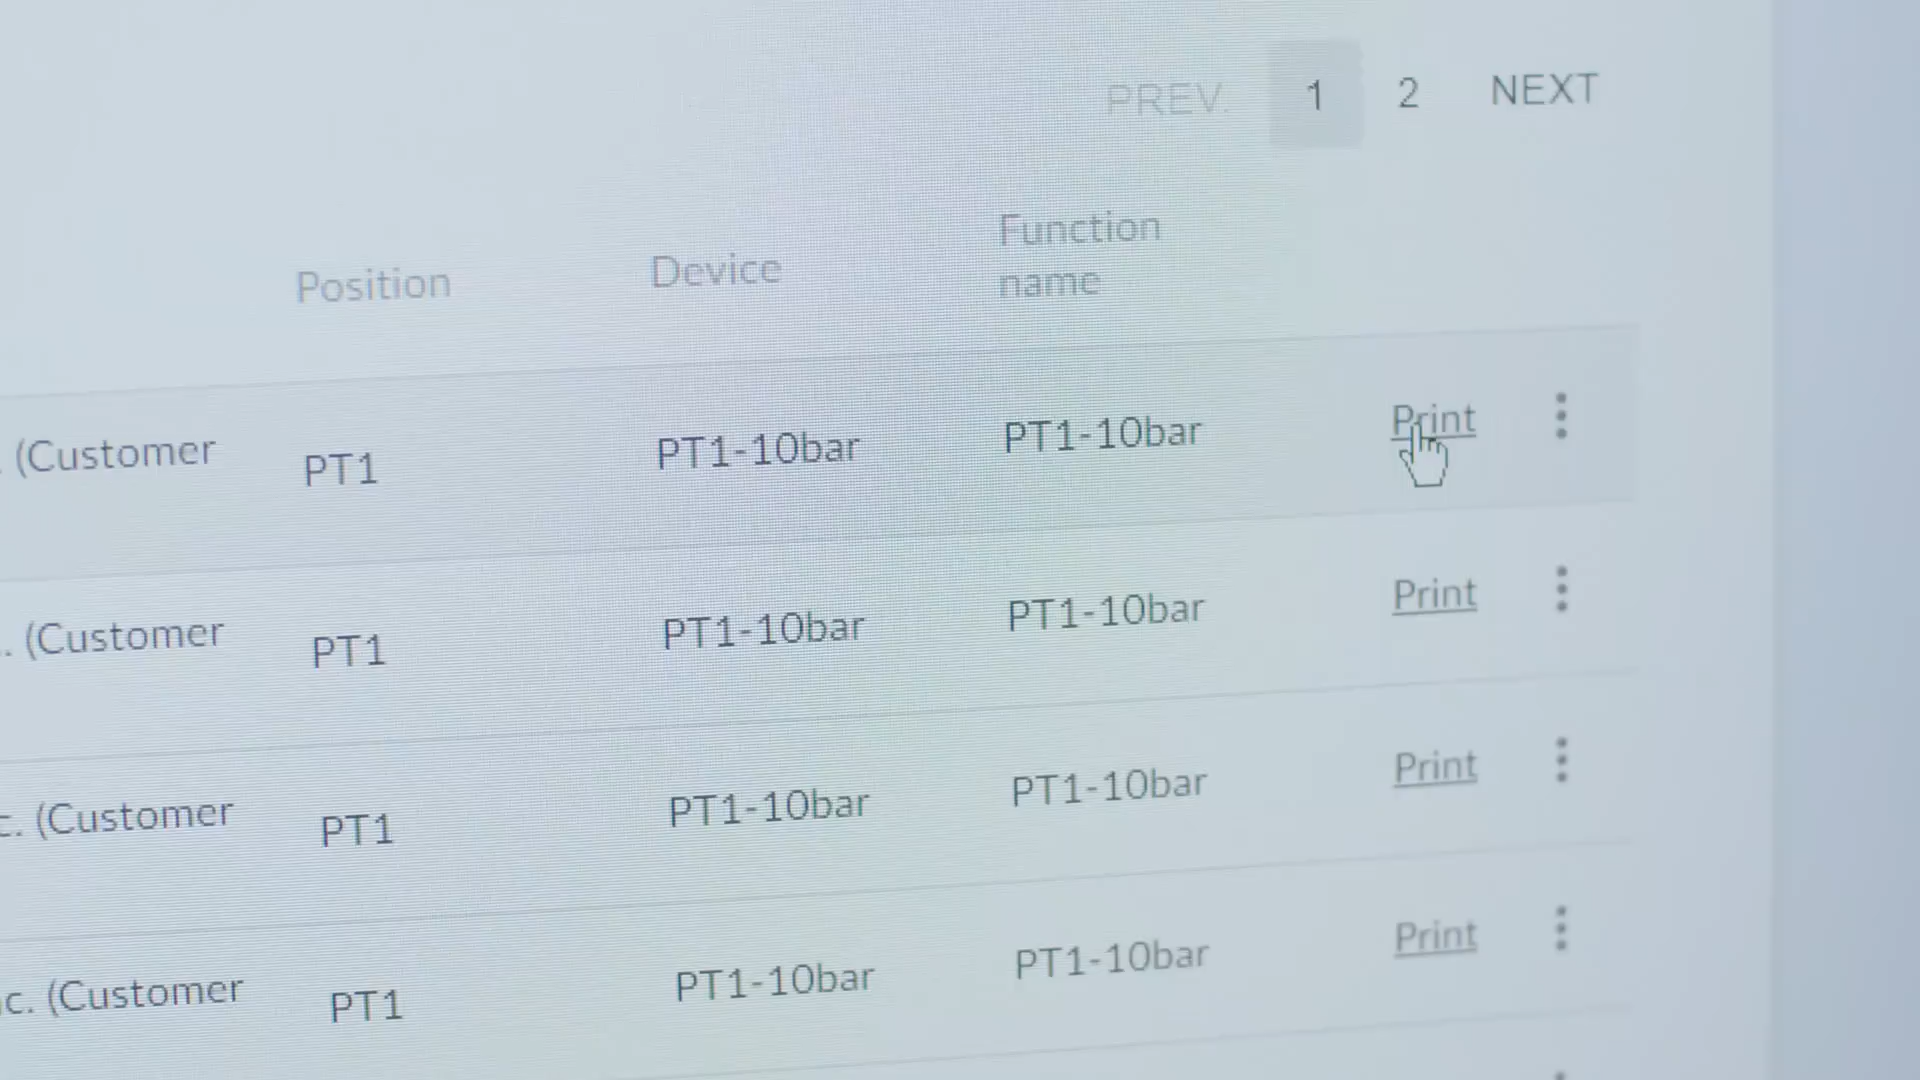 PREV. 1 2 NEXT
Position Device Function
name
(Customer PT1 PT1-10bar PT1-10bar Print
. (Customer PT1 PT1-10bar PT1-10bar Print
c. (Customer PT1 PT1-10bar PT1-10bar Print
c. (Customer PT1 PT1-10bar PT1-10bar Print